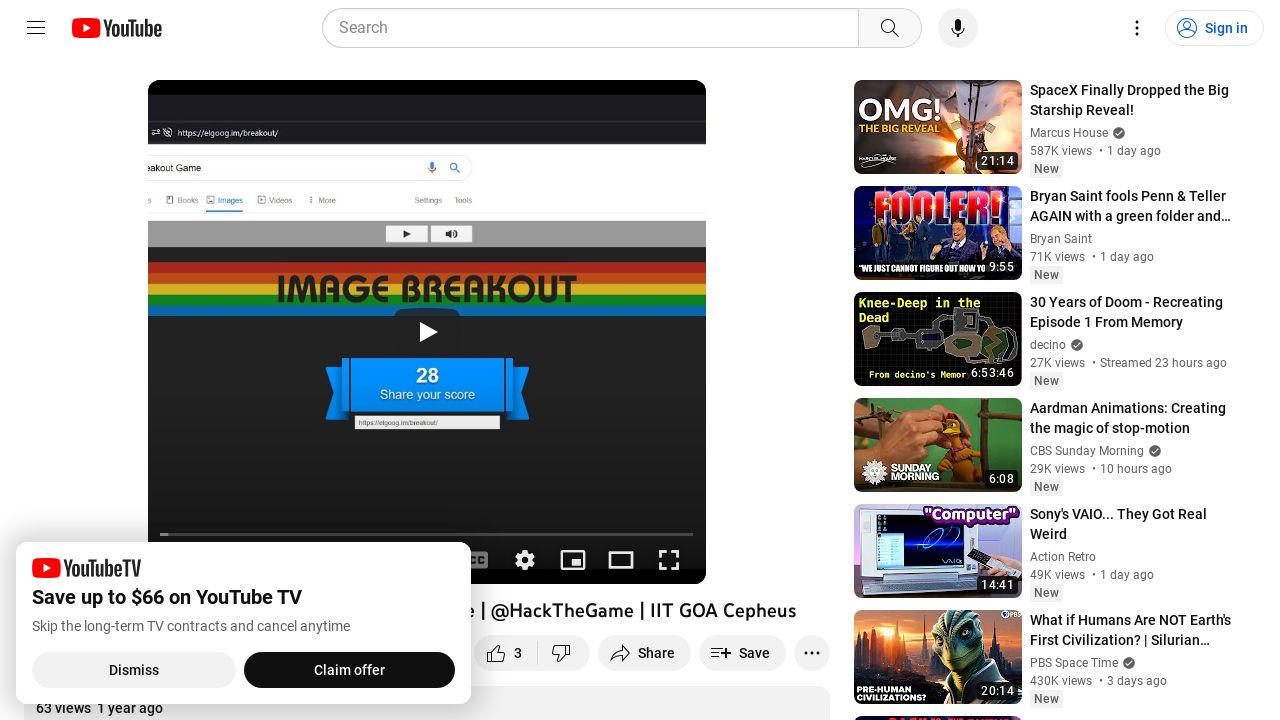 YouTube
Search
Sign in
https://elgoog.im/breakout/
eakout Game
Books
Images
Videos
More
Settings
Tools
IMAGE BREAKOUT
28
Share your score
https://elgoog.im/breakout/
YouTubeTV
Save up to $66 on YouTube TV
Skip the long-term TV contracts and cancel anytime
Dismiss
Claim offer
e | @HackTheGame | IIT GOA Cepheus
3
Share
Save
63 views 1 year ago
OMG!
THE BIG REVEAL
MARCUS HOUSE
21:14
SpaceX Finally Dropped the Big
Starship Reveal!
Marcus House
587K views • 1 day ago
New
FOOLER!
"WE JUST CANNOT FIGURE OUT HOW YO
9:55
Bryan Saint fools Penn & Teller
AGAIN with a green folder and...
Bryan Saint
71K views • 1 day ago
New
Knee-Deep in the
Dead
From decino's Memor
6:53:46
30 Years of Doom - Recreating
Episode 1 From Memory
decino
27K views • Streamed 23 hours ago
New
SUNDAY
MORNING
6:08
Aardman Animations: Creating
the magic of stop-motion
CBS Sunday Morning
29K views • 10 hours ago
New
"Computer"
VAIO
14:41
Sony's VAIO... They Got Real
Weird
Action Retro
49K views • 1 day ago
New
PBS
PRE-HUMAN
CIVILIZATIONS?
20:14
What if Humans Are NOT Earth's
First Civilization? | Silurian...
PBS Space Time
430K views • 3 days ago
New